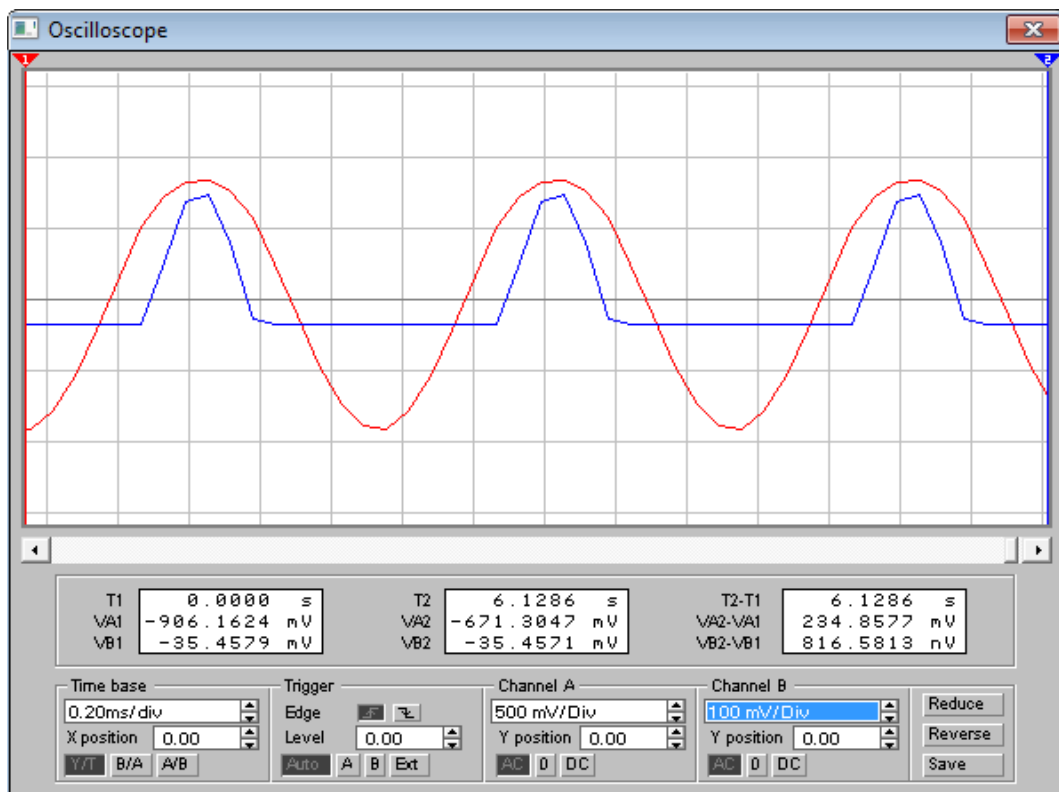 Oscilloscope
1 2
T1 0.0000 s T2 6.1286 s T2-T1 6.1286 s
VA1 -906.1624 mV VA2 -671.3047 mV VA2-VA1 234.8577 mV
VB1 -35.4579 mV VB2 -35.4571 mV VB2-VB1 816.5813 nV
Time base Trigger Channel A Channel B
0.20ms/div Edge 500 mV/Div 100 mV/Div Reduce
X position 0.00 Level 0.00 Y position 0.00 Y position 0.00 Reverse
Y/T B/A A/B Auto A B Ext AC 0 DC AC 0 DC Save